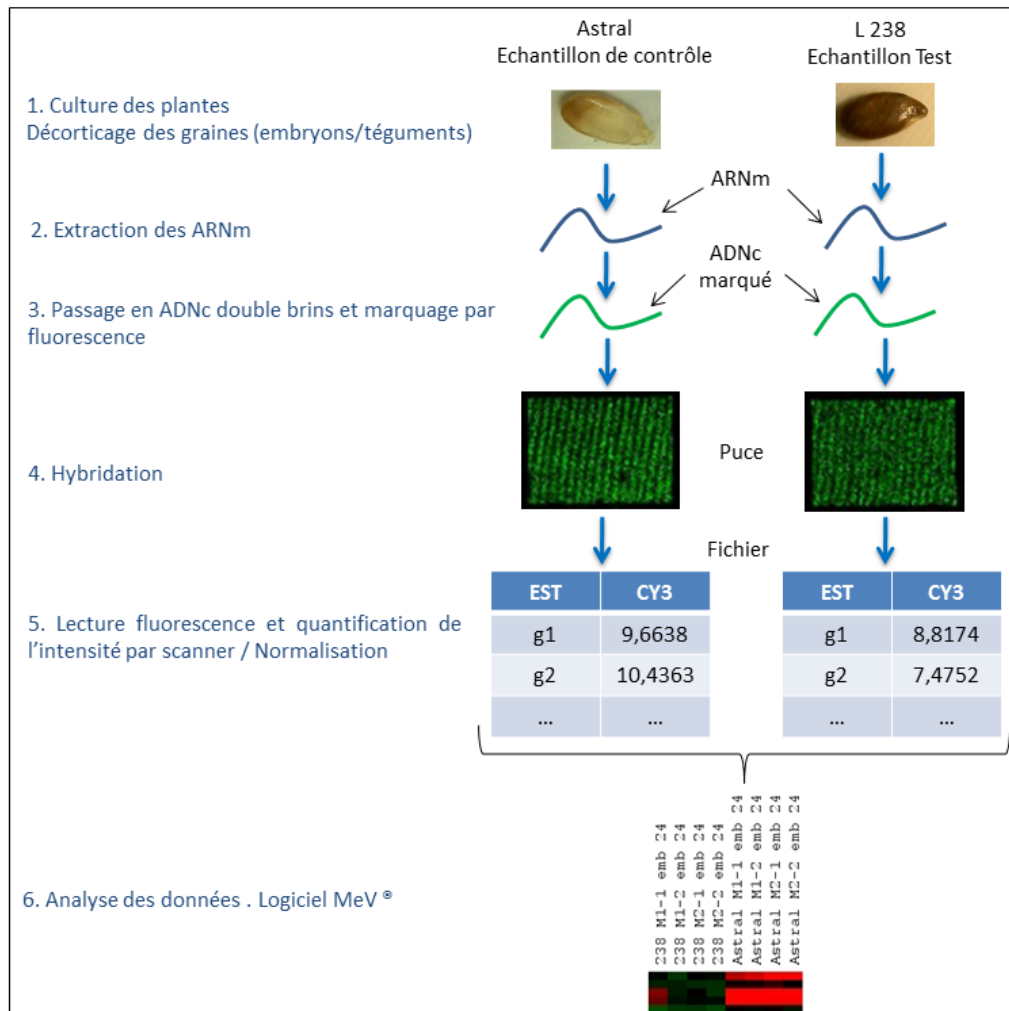 Astral
Echantillon de contrôle
L 238
Echantillon Test
1. Culture des plantes
Décorticage des graines (embryons/téguments)
ARNm
2. Extraction des ARNm
ADNc
marqué
3. Passage en ADNc double brins et marquage par
fluorescence
Puce
4. Hybridation
Fichier
EST CY3
g1 9,6638
g2 10,4363
... ...
EST CY3
g1 8,8174
g2 7,4752
... ...
5. Lecture fluorescence et quantification de
l'intensité par scanner / Normalisation
238 M1-1 emb 24
238 M1-2 emb 24
238 M2-1 emb 24
238 M2-2 emb 24
Astral M1-1 emb 24
Astral M1-2 emb 24
Astral M2-1 emb 24
Astral M2-2 emb 24
6. Analyse des données . Logiciel MeV ®